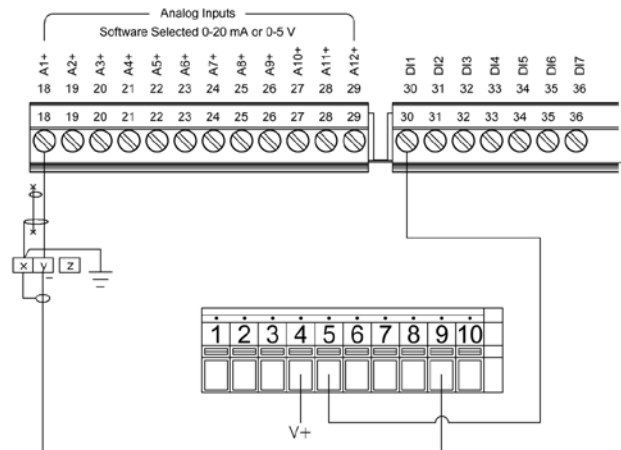 Analog Inputs
Software Selected 0-20 mA or 0-5 V
A1+ A2+ A3+ A4+ A5+ A6+ A7+ A8+ A9+ A10+ A11+ A12+ DI1 DI2 DI3 DI4 DI5 DI6 DI7
18 19 20 21 22 23 24 25 26 27 28 29 30 31 32 33 34 35 36
18 19 20 21 22 23 24 25 26 27 28 29 30 31 32 33 34 35 36
x y z
1 2 3 4 5 6 7 8 9 10
V+